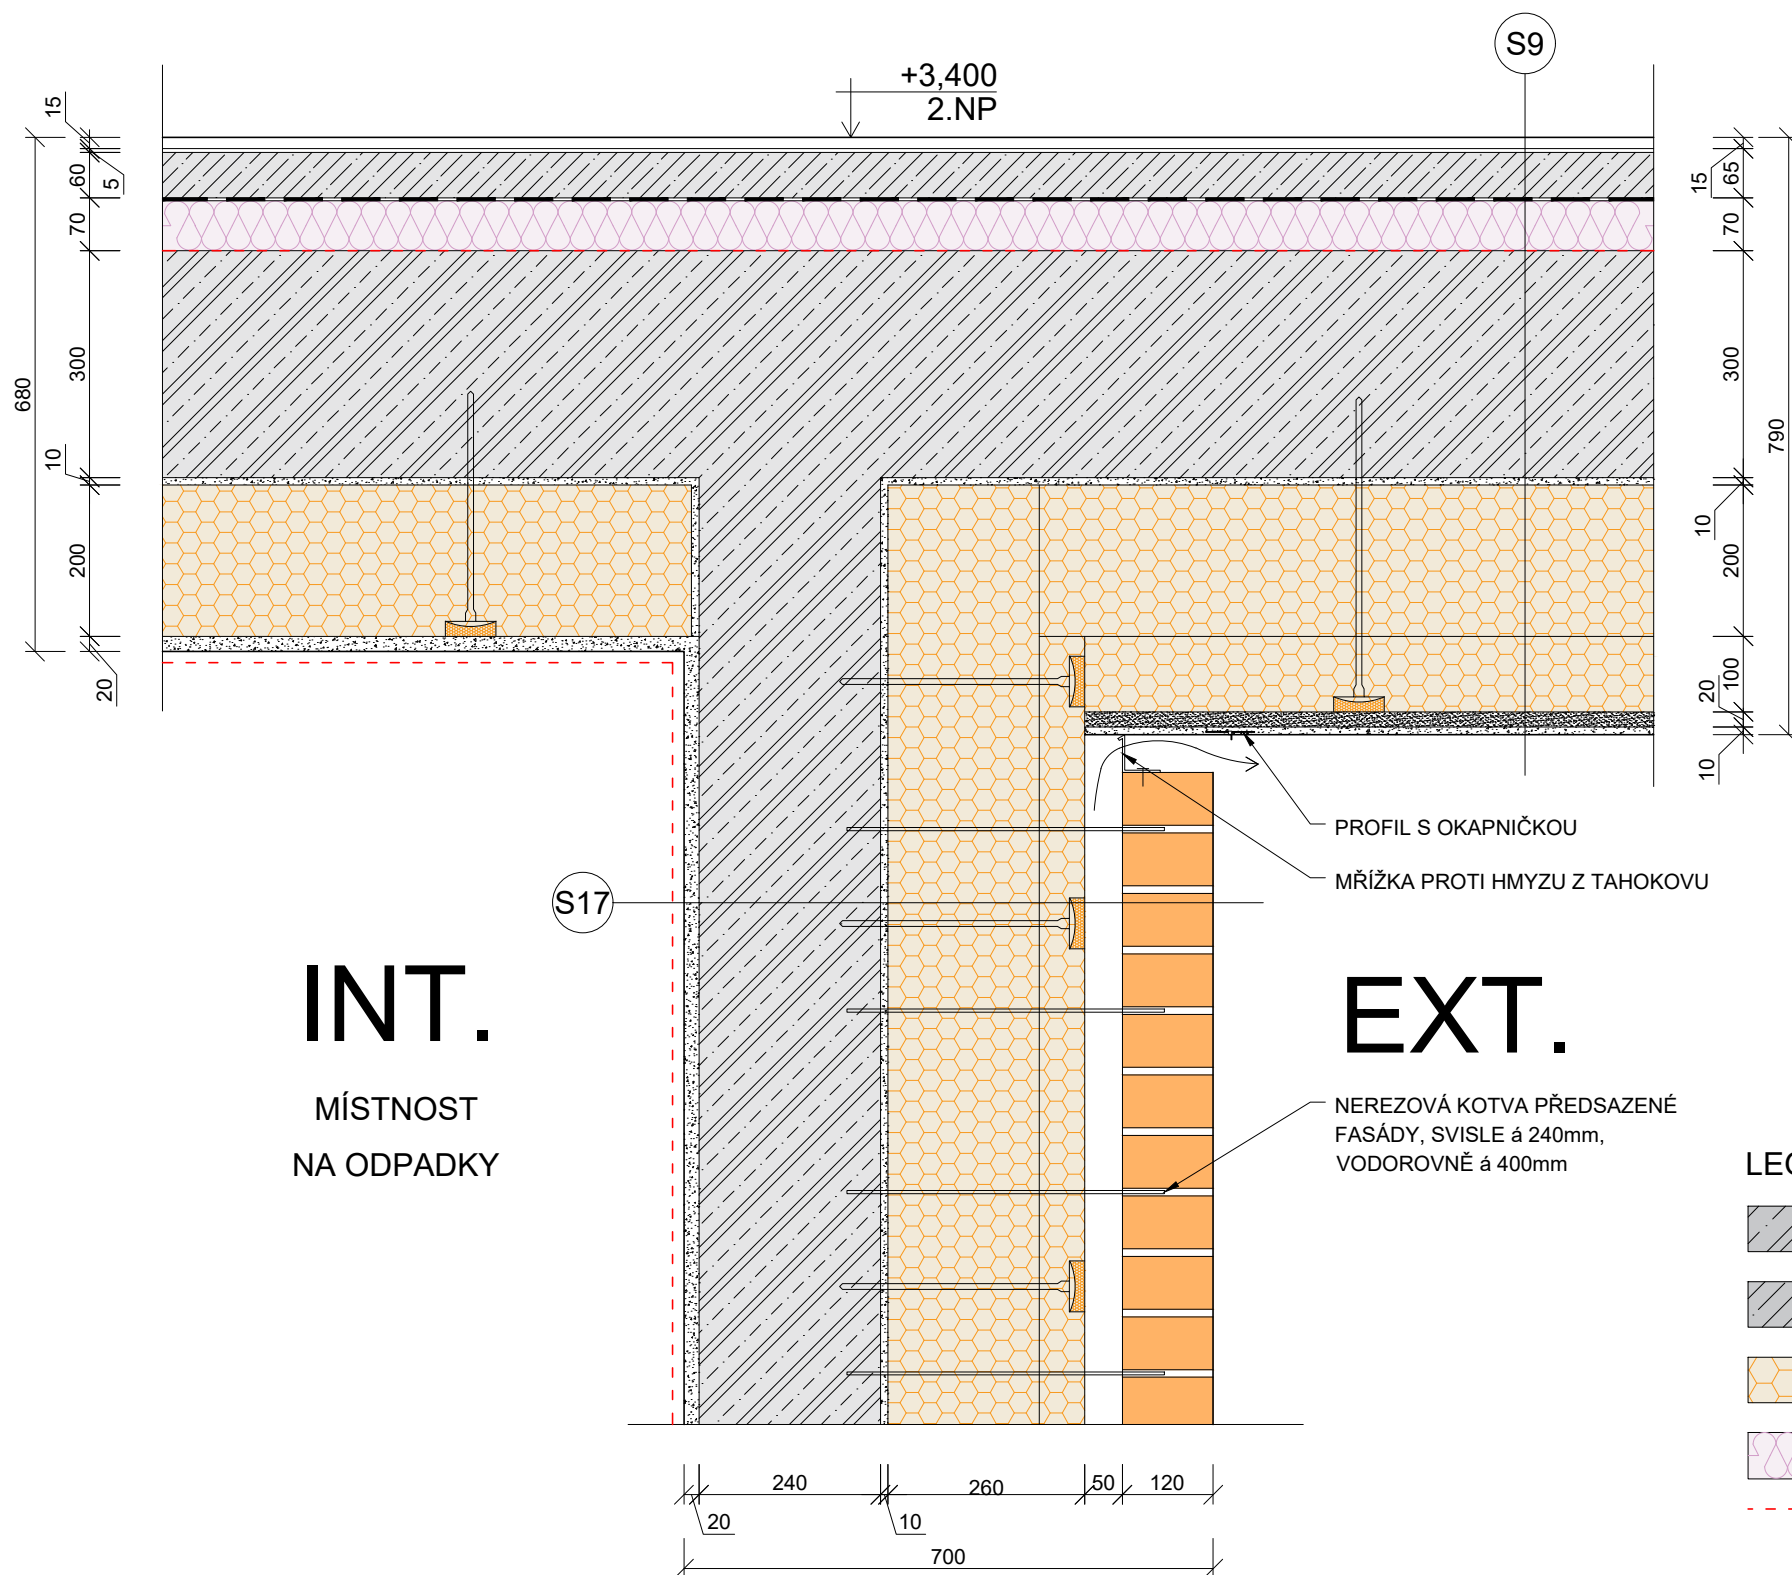 S9
+3,400
2.NP
15
60
5
70
300
680
10
200
20
15
65
70
300
790
10
200
100
20
10
PROFIL S OKAPNIČKOU
MŘÍŽKA PROTI HMYZU Z TAHOKOVU
S17
INT.
MÍSTNOST
NA ODPADKY
EXT.
NEREZOVÁ KOTVA PŘEDSAZENÉ
FASÁDY, SVISLE á 240mm,
VODOROVNĚ á 400mm
240
260
50
120
20
10
700